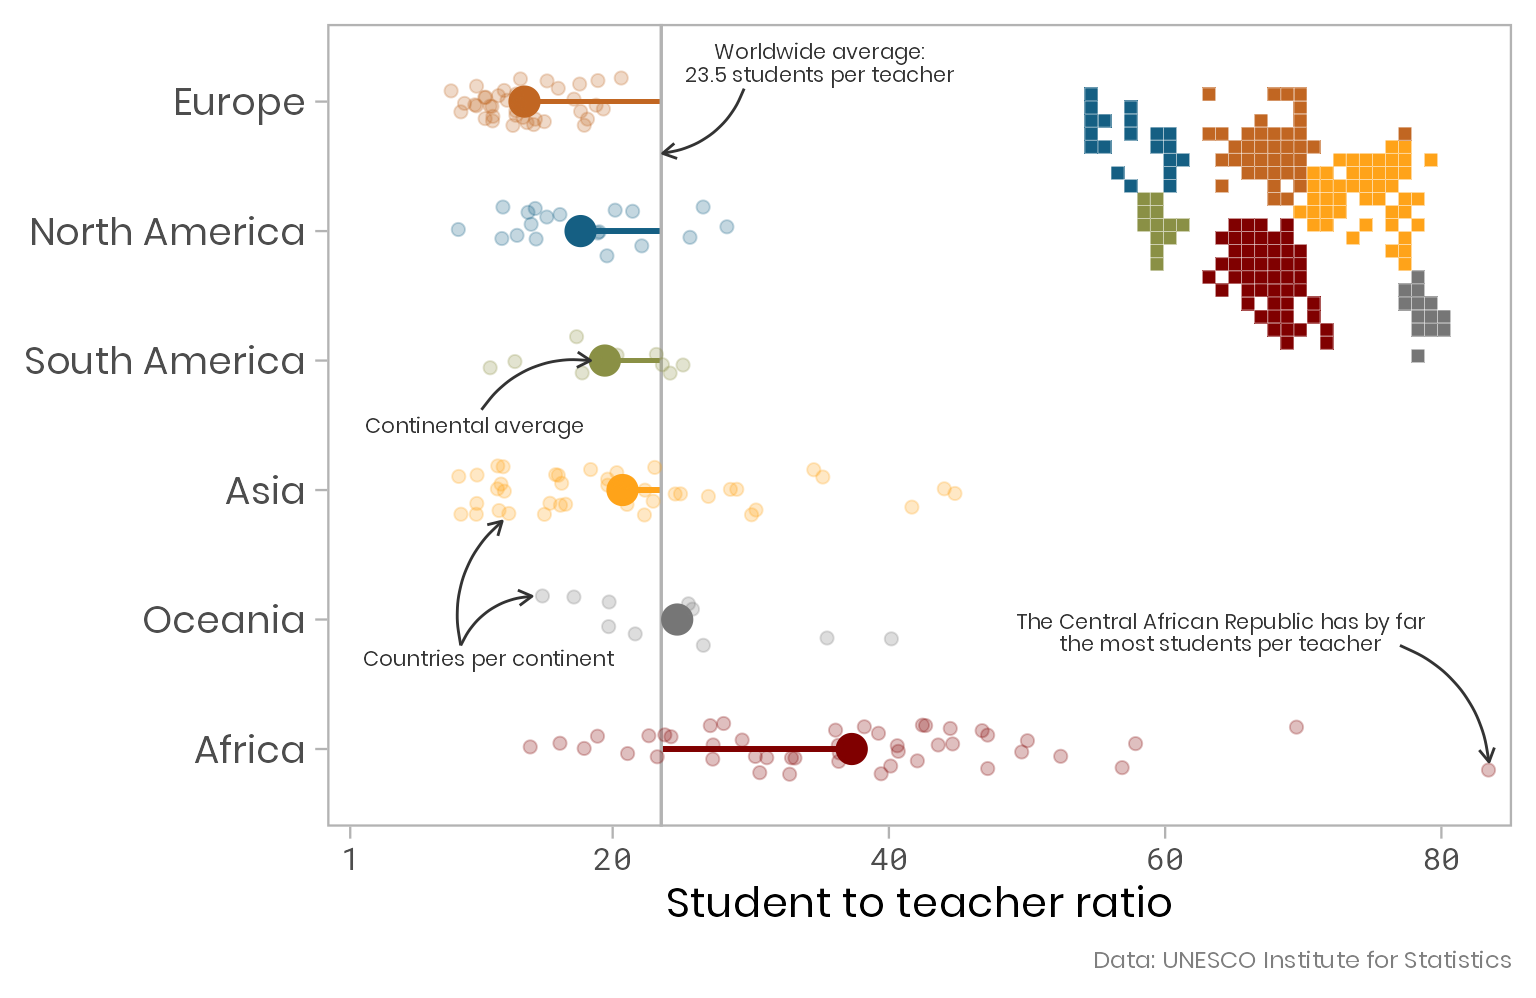 Worldwide average:
23.5 students per teacher
Europe
North America
South America
Continental average
Asia
Oceania
Countries per continent
The Central African Republic has by far
the most students per teacher
Africa
1 20 40 60 80
Student to teacher ratio
Data: UNESCO Institute for Statistics